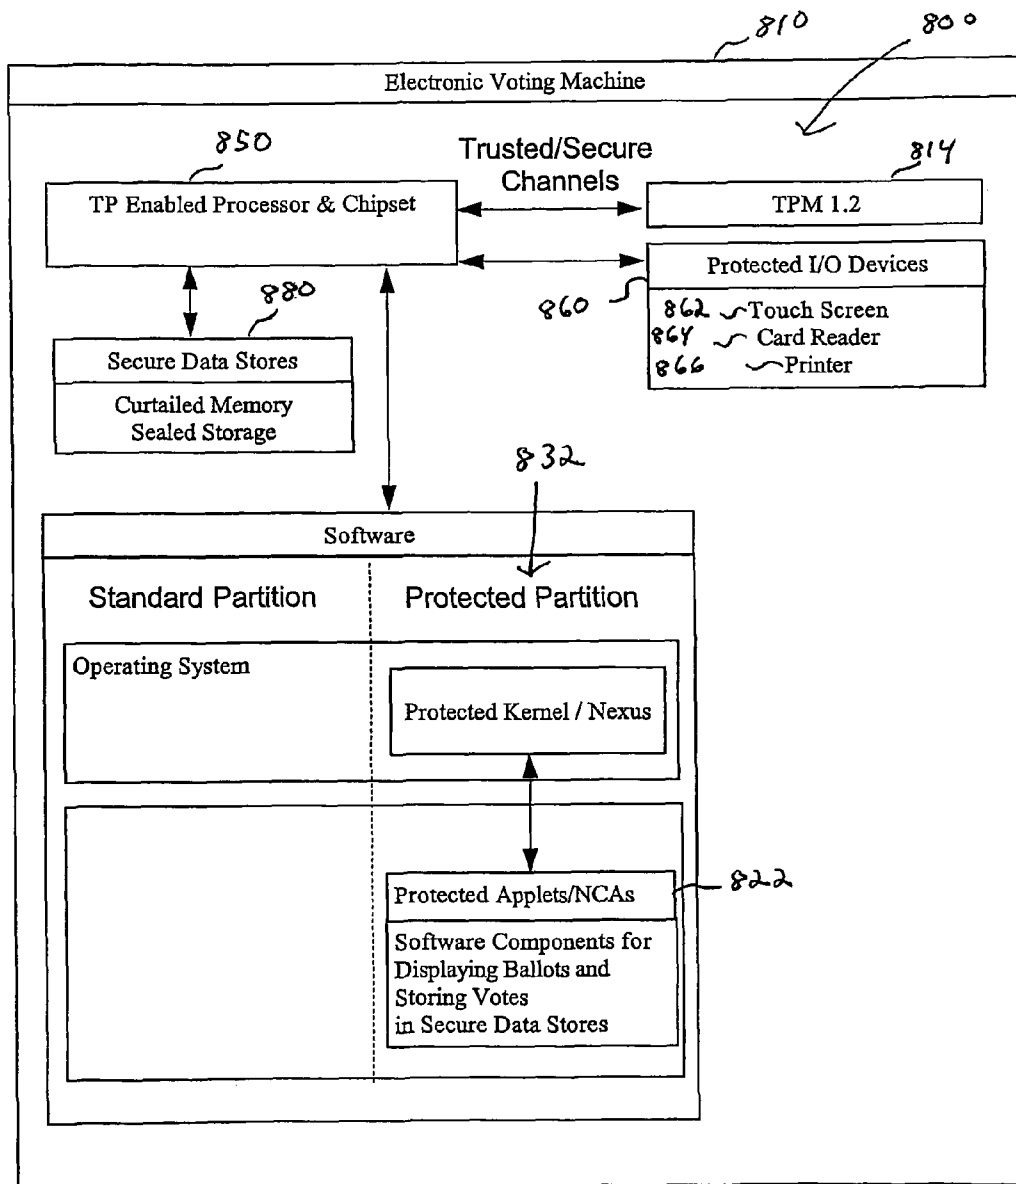 810
800
Electronic Voting Machine
850
Trusted/Secure
Channels
814
TP Enabled Processor & Chipset
TPM 1.2
Protected I/O Devices
860
862 Touch Screen
864 Card Reader
866 Printer
880
Secure Data Stores
Curtailed Memory
Sealed Storage
832
Software
Standard Partition
Protected Partition
Operating System
Protected Kernel / Nexus
822
Protected Applets/NCAs
Software Components for
Displaying Ballots and
Storing Votes
in Secure Data Stores